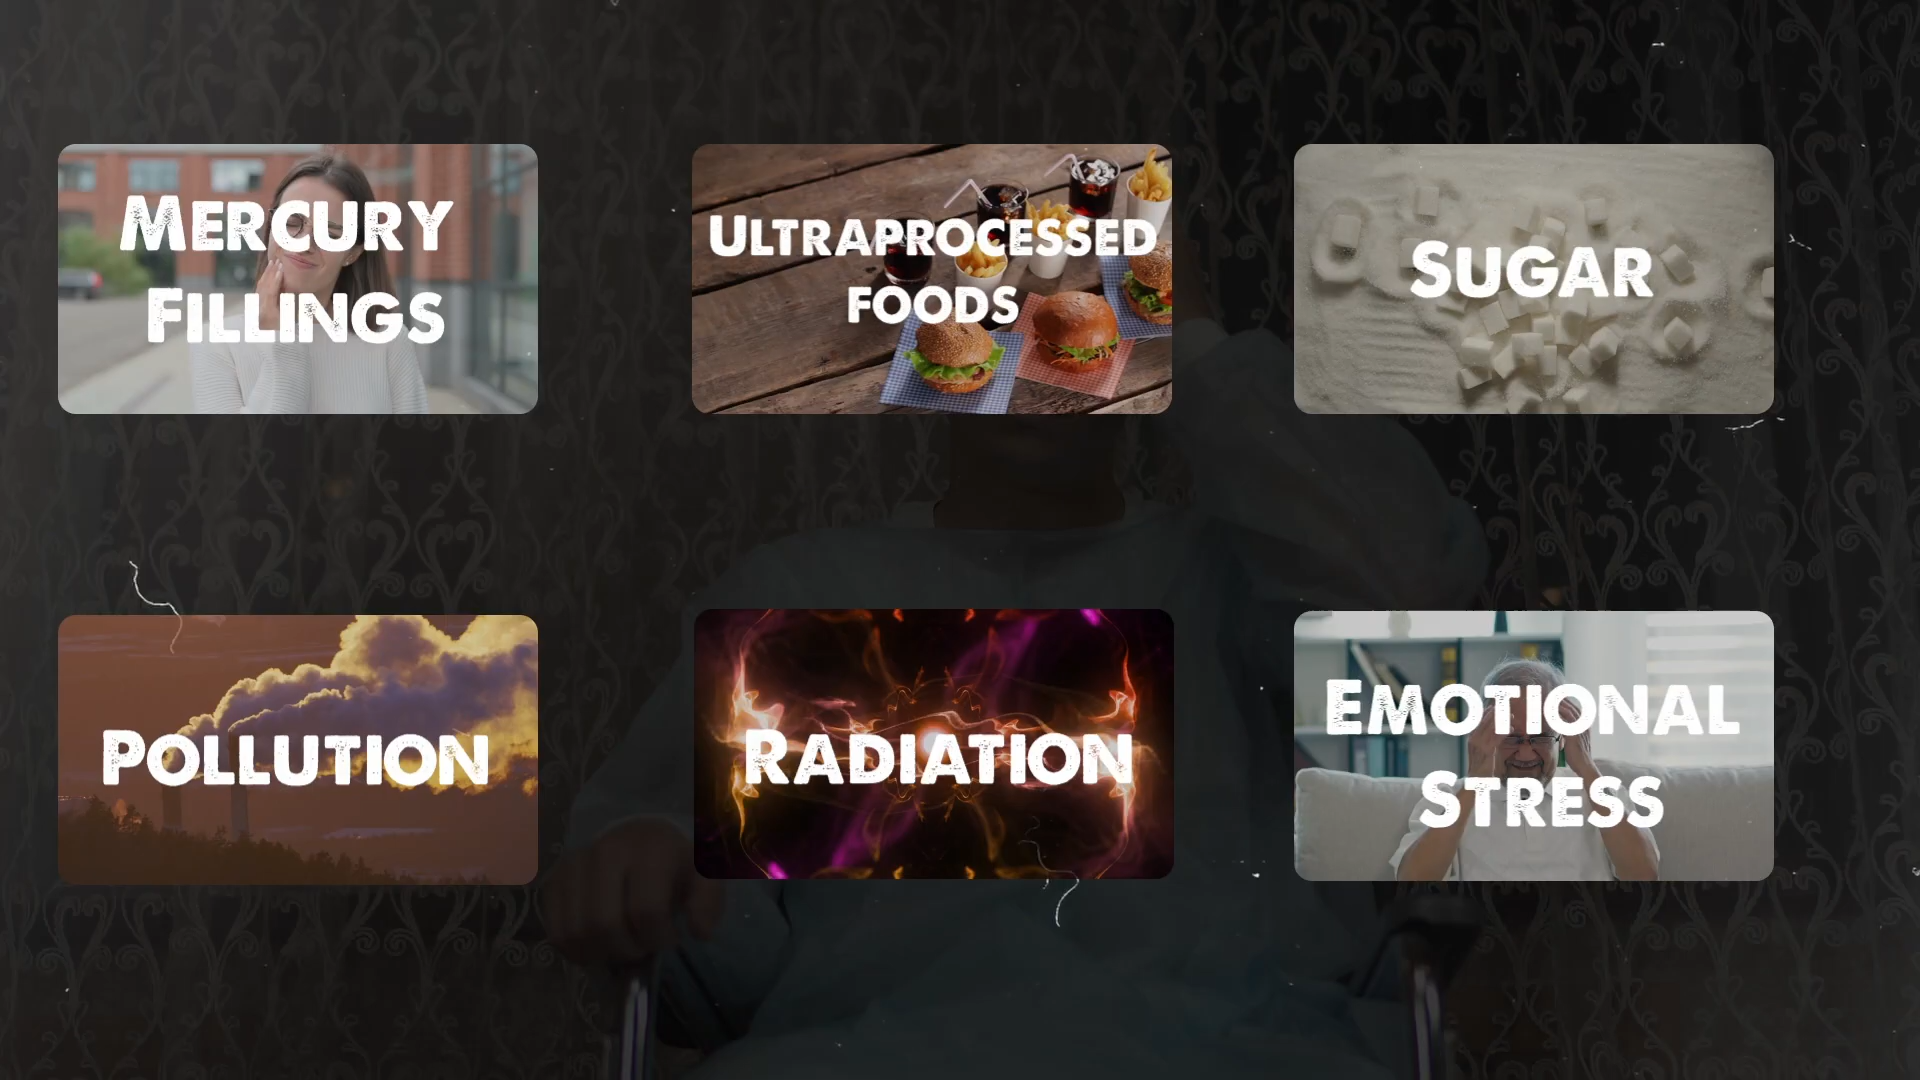 Mercury
Fillings
Ultraprocessed
foods
Sugar
Pollution
Radiation
Emotional
Stress